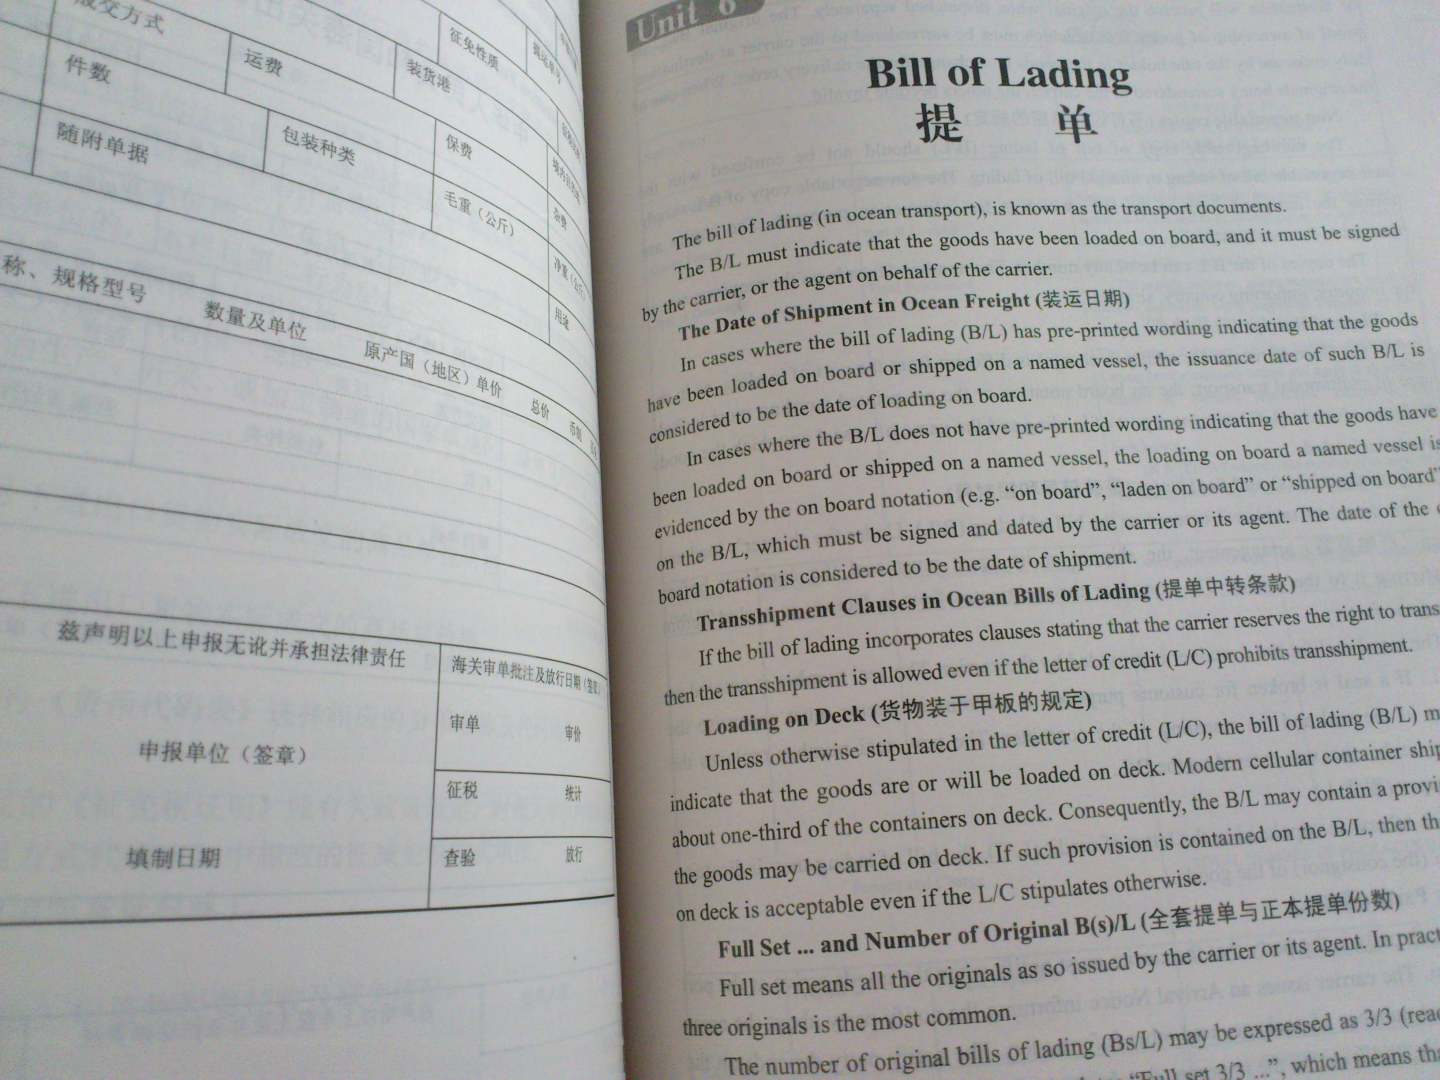 成交方式
征免性质
提运单号
件数
运费
装货港
随附单据
包装种类
保费
杂费
毛重（公斤）
用途
称、规格型号 数量及单位 原产国（地区）单价 总价 币制
兹声明以上申报无讹并承担法律责任
海关审单批注及放行日期（签章）
审单 审价
申报单位（签章）
征税 统计
填制日期
查验 放行
Unit 6
Bill of Lading
提 单
The bill of lading (in ocean transport), is known as the transport documents.
The B/L must indicate that the goods have been loaded on board, and it must be signed
by the carrier, or the agent on behalf of the carrier.
The Date of Shipment in Ocean Freight (装运日期)
In cases where the bill of lading (B/L) has pre-printed wording indicating that the goods
have been loaded on board or shipped on a named vessel, the issuance date of such B/L is
considered to be the date of loading on board.
In cases where the B/L does not have pre-printed wording indicating that the goods have
been loaded on board or shipped on a named vessel, the loading on board a named vessel is
evidenced by the on board notation (e.g. “on board”, “laden on board” or “shipped on board”
on the B/L, which must be signed and dated by the carrier or its agent. The date of the
board notation is considered to be the date of shipment.
Transshipment Clauses in Ocean Bills of Lading (提单中转条款)
If the bill of lading incorporates clauses stating that the carrier reserves the right to trans
then the transshipment is allowed even if the letter of credit (L/C) prohibits transshipment.
Loading on Deck (货物装于甲板的规定)
Unless otherwise stipulated in the letter of credit (L/C), the bill of lading (B/L) m
indicate that the goods are or will be loaded on deck. Modern cellular container ship
about one-third of the containers on deck. Consequently, the B/L may contain a provi
the goods may be carried on deck. If such provision is contained on the B/L, then th
on deck is acceptable even if the L/C stipulates otherwise.
Full Set ... and Number of Original B(s)/L (全套提单与正本提单份数)
Full set means all the originals as so issued by the carrier or its agent. In pract
three originals is the most common.
The number of original bills of lading (Bs/L) may be expressed as 3/3 (read
“Full set 3/3 ...”, which means tha